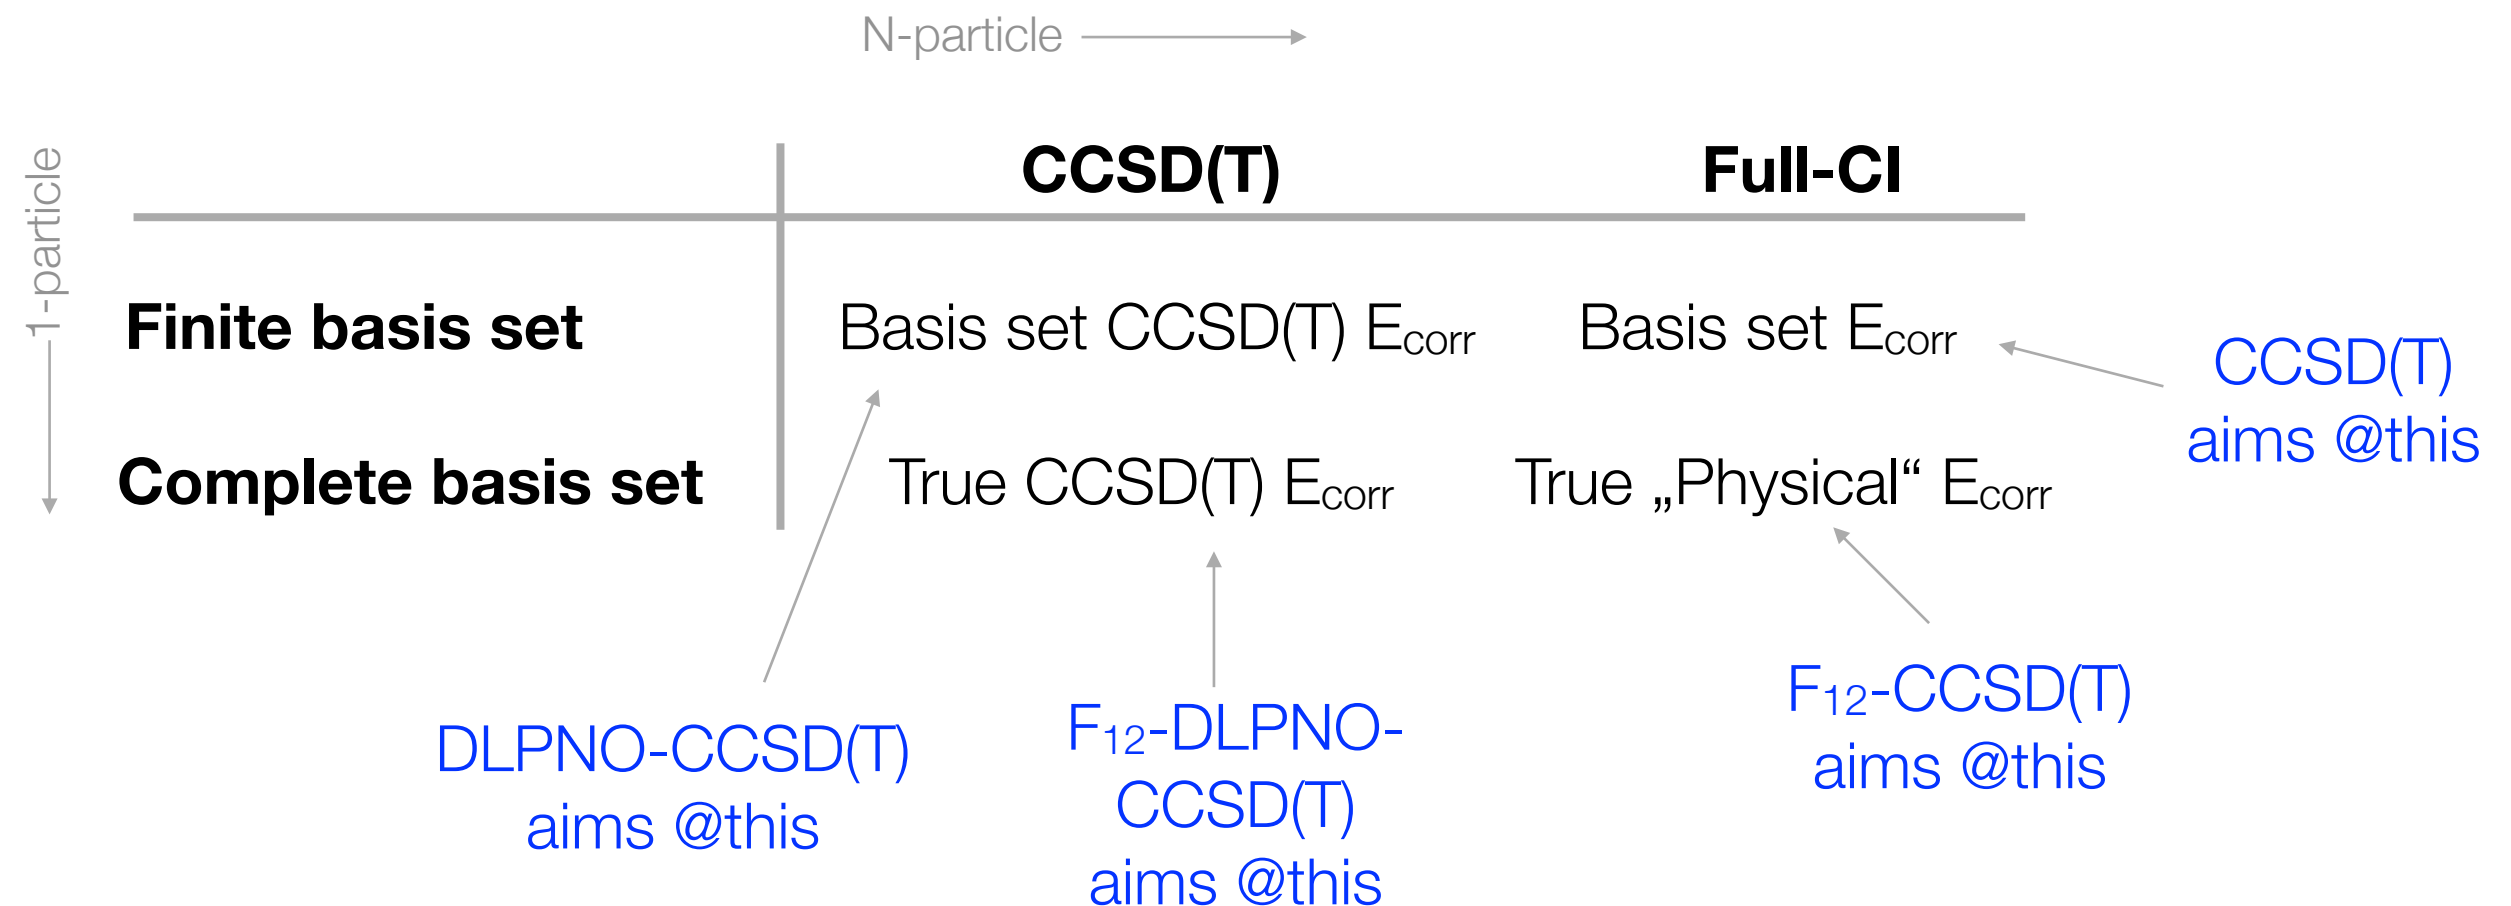 N-particle
1-particle
CCSD(T) Full-CI
Finite basis set Basis set CCSD(T) Ecorr Basis set Ecorr
CCSD(T)
aims @this
Complete basis set True CCSD(T) Ecorr True „Physical“ Ecorr
DLPNO-CCSD(T)
aims @this
F12-DLPNO-
CCSD(T)
aims @this
F12-CCSD(T)
aims @this